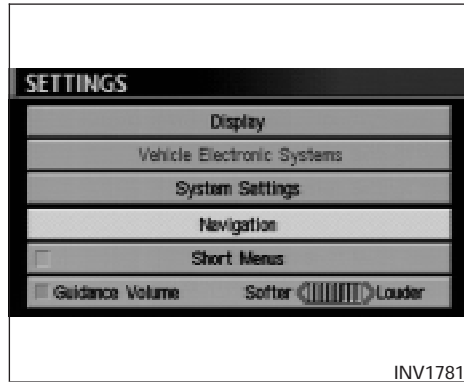 SETTINGS
Display
Vehicle Electronic Systems
System Settings
Navigation
Short Menus
Guidance Volume Softer Louder
INV1781